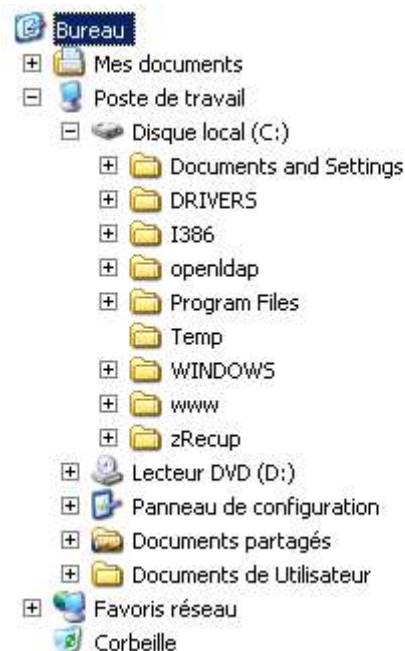 Bureau
Mes documents
Poste de travail
Disque local (C:)
Documents and Settings
DRIVERS
I386
openldap
Program Files
Temp
WINDOWS
www
zRecup
Lecteur DVD (D:)
Panneau de configuration
Documents partagés
Documents de Utilisateur
Favoris réseau
Corbeille